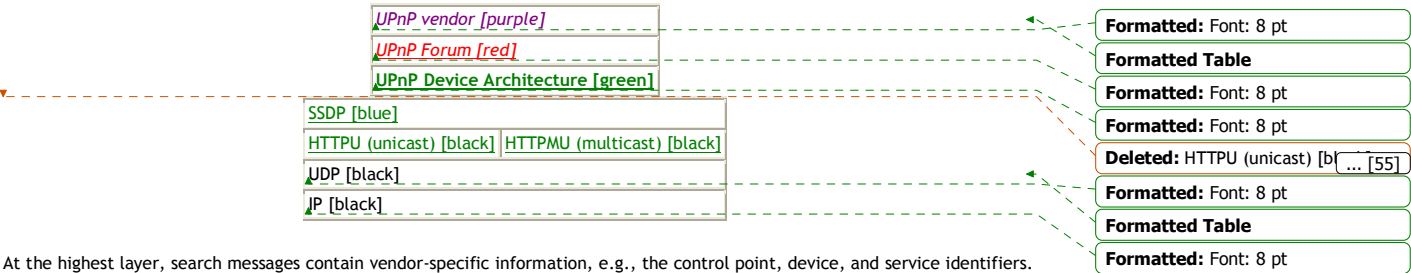 UPnP vendor [purple]
UPnP Forum [red]
UPnP Device Architecture [green]
SSDP [blue]
HTTPU (unicast) [black] HTTPMU (multicast) [black]
UDP [black]
IP [black]
At the highest layer, search messages contain vendor-specific information, e.g., the control point, device, and service identifiers.
Formatted: Font: 8 pt
Formatted Table
Formatted: Font: 8 pt
Formatted: Font: 8 pt
Deleted: HTTPU (unicast) ... [55]
Formatted: Font: 8 pt
Formatted Table
Formatted: Font: 8 pt